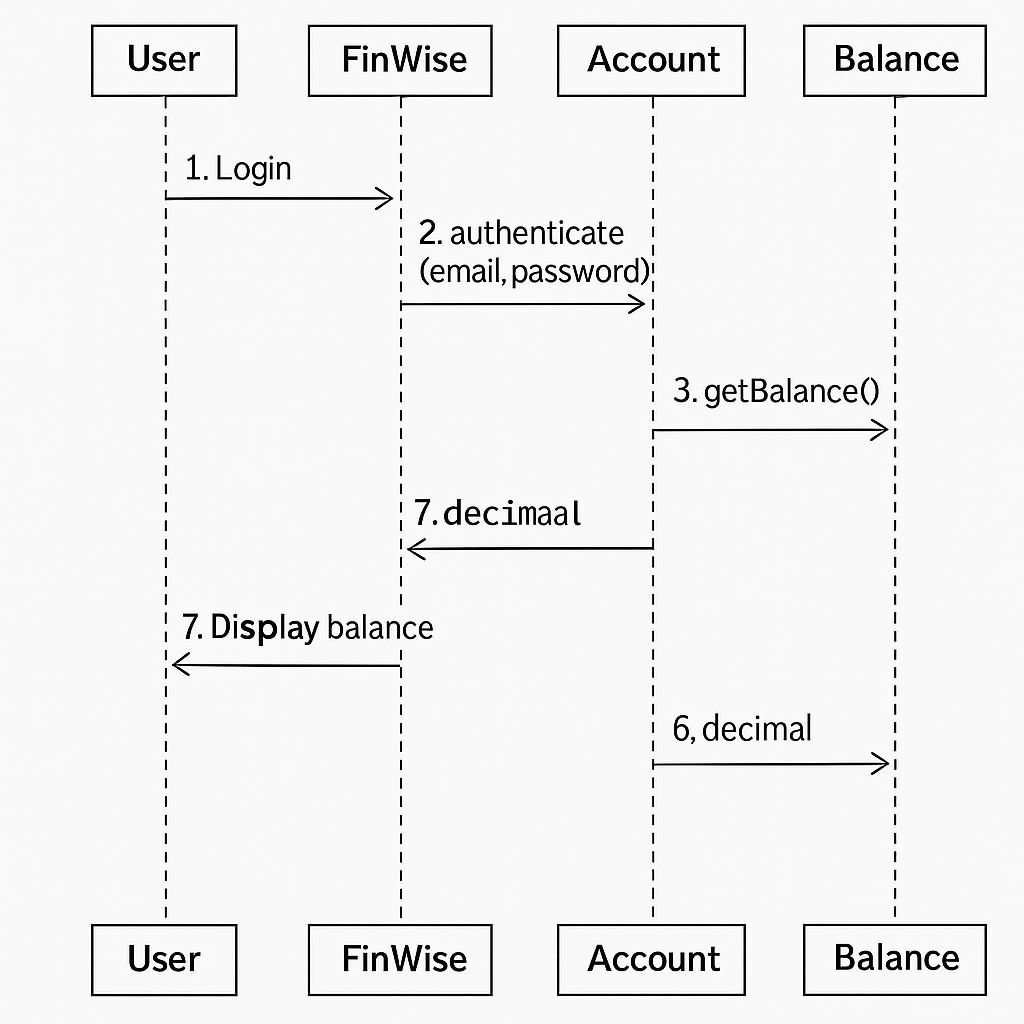 User
FinWise
Account
Balance
1. Login
2. authenticate
(email, password)
3. getBalance()
7. decimaal
7. Display balance
6, decimal
User
FinWise
Account
Balance